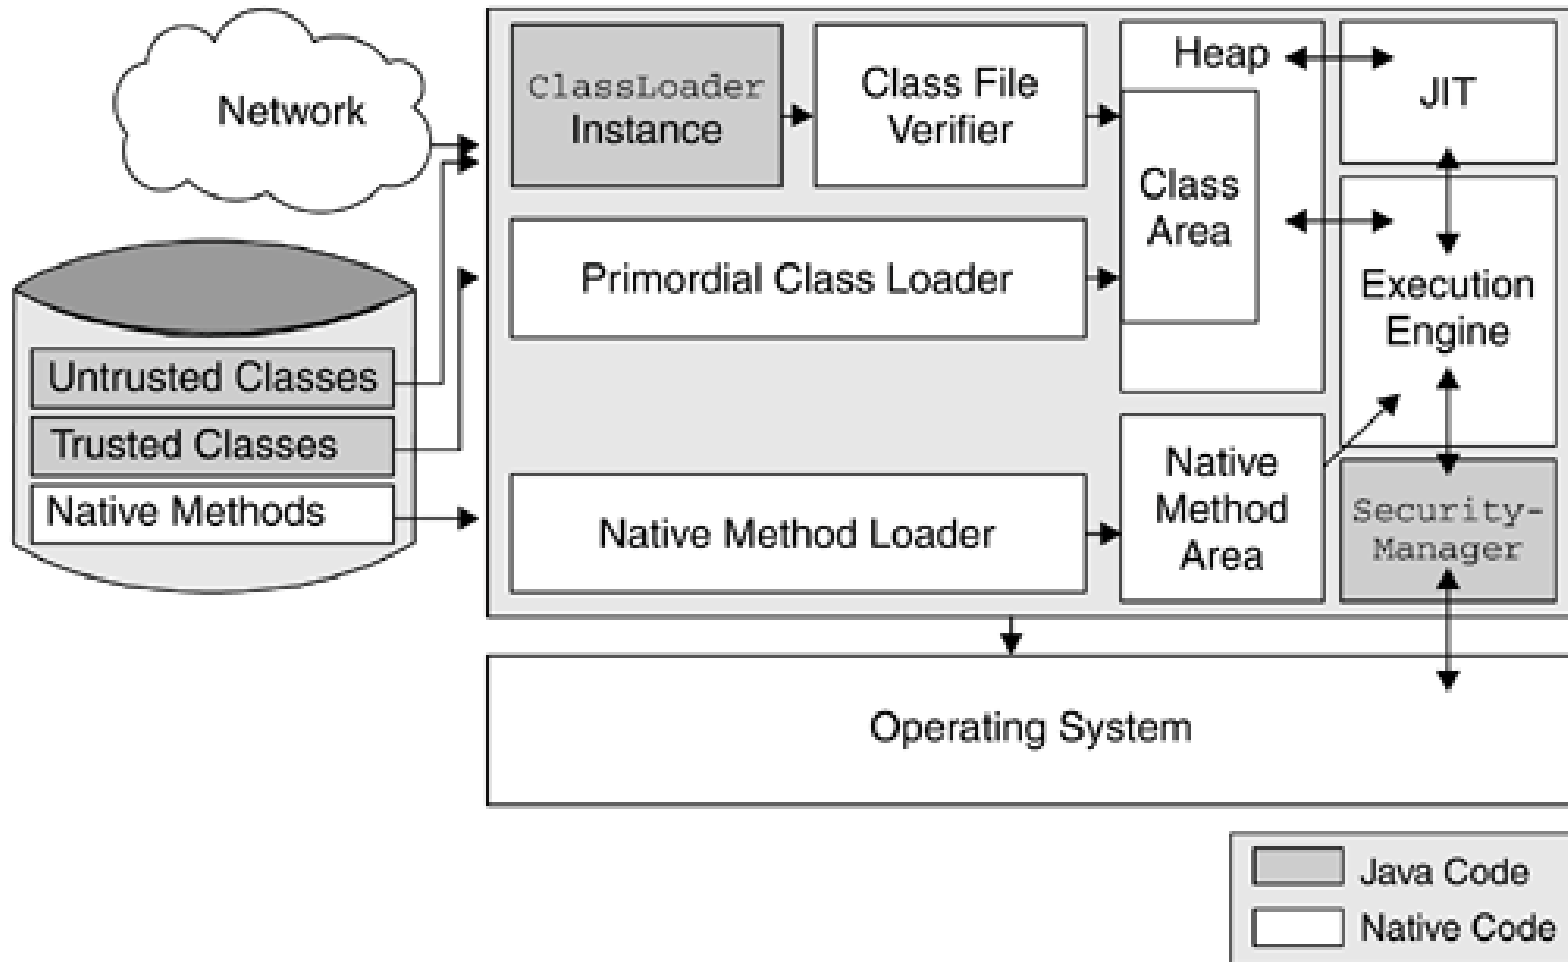 Network
ClassLoader
Instance
Class File
Verifier
Heap
JIT
Class
Area
Primordial Class Loader
Execution
Engine
Untrusted Classes
Trusted Classes
Native Methods
Native Method Loader
Native
Method
Area
Security-
Manager
Operating System
Java Code
Native Code